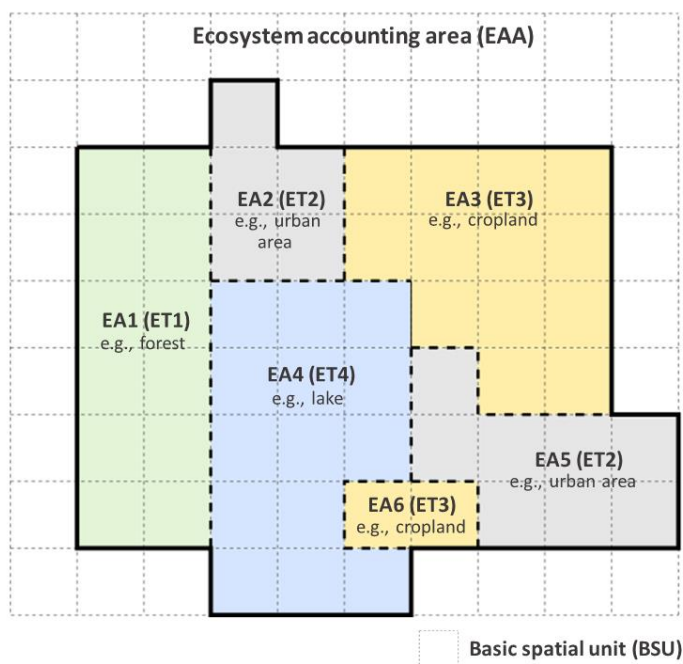 Ecosystem accounting area (EAA)
EA2 (ET2)
e.g., urban
area
EA3 (ET3)
e.g., cropland
EA1 (ET1)
e.g., forest
EA4 (ET4)
e.g., lake
EA5 (ET2)
e.g., urban area
EA6 (ET3)
e.g., cropland
Basic spatial unit (BSU)